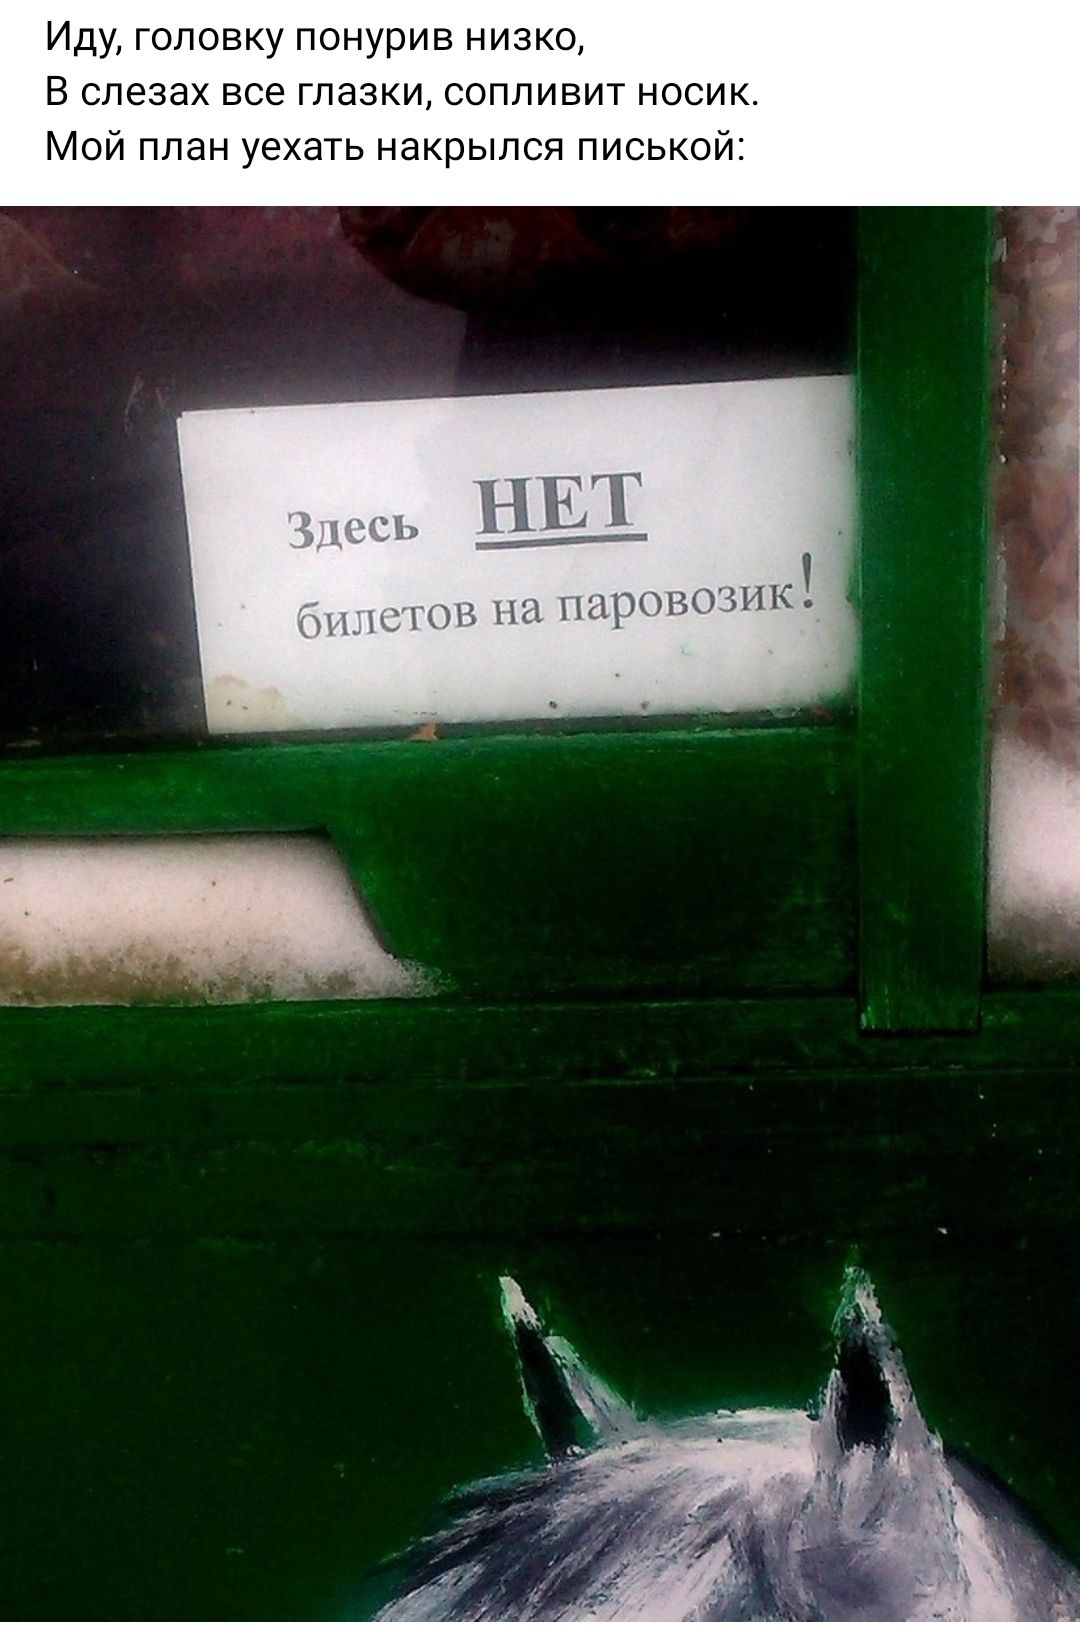 Иду, головку понурив низко,
В слезах все глазки, сопливит носик.
Мой план уехать накрылся писькой:
Здесь НЕТ
билетов на паровозик!